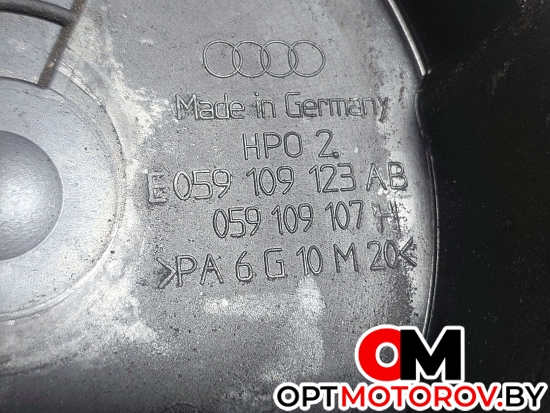 Made in Germany
HPO 2.
E 059 109 123 AB
059 109 107 H
>PA 6 G 10 M 20<
OM
OPTMOTOROV.BY